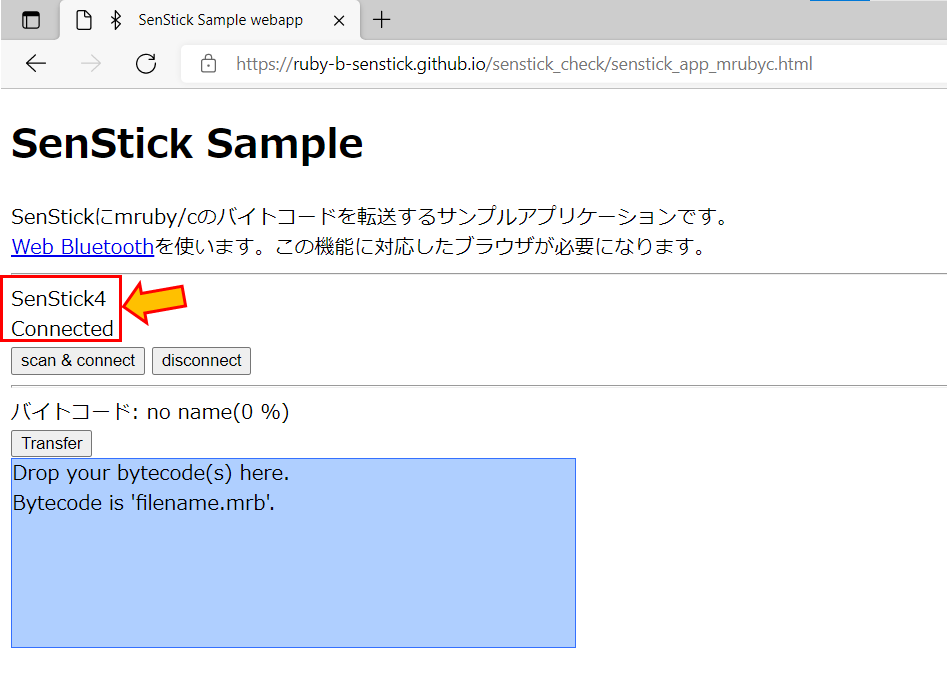 SenStick Sample webapp
https://ruby-b-senstick.github.io/senstick_check/senstick_app_mrubyc.html
SenStick Sample
SenStickにmruby/cのバイトコードを転送するサンプルアプリケーションです。
Web Bluetoothを使います。この機能に対応したブラウザが必要になります。
SenStick4
Connected
scan & connect disconnect
バイトコード: no name(0 %)
Transfer
Drop your bytecode(s) here.
Bytecode is 'filename.mrb'.